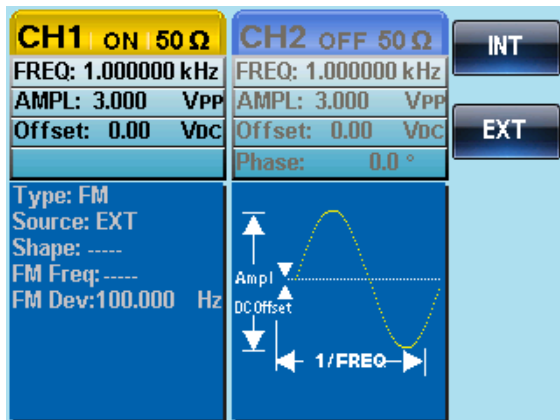 CH1 ON 50 Ω
FREQ: 1.000000 kHz
AMPL: 3.000 VPP
Offset: 0.00 VDC
Type: FM
Source: EXT
Shape: -----
FM Freq: -----
FM Dev:100.000 Hz
CH2 OFF 50 Ω
FREQ: 1.000000 kHz
AMPL: 3.000 VPP
Offset: 0.00 VDC
Phase: 0.0 °
Ampl
DC Offset
1/FREQ
INT
EXT